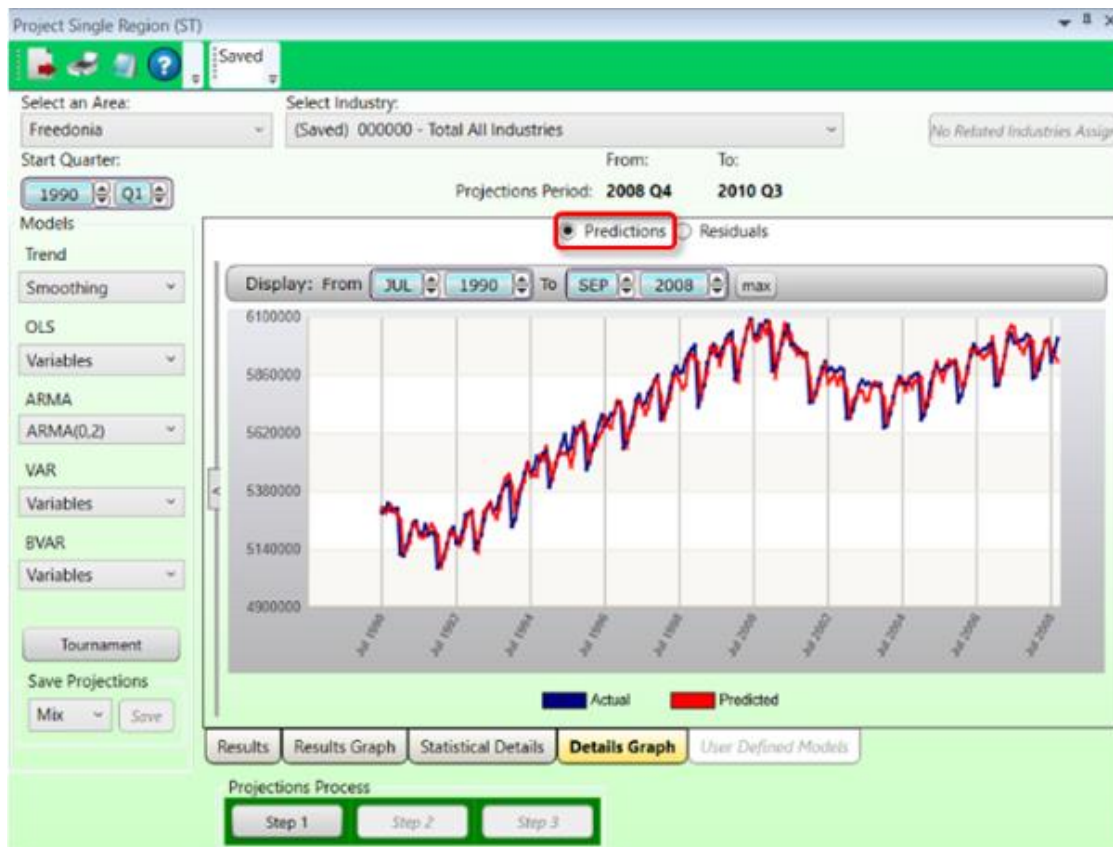 Project Single Region (ST)
Saved
Select an Area:
Select Industry:
Freedonia
(Saved) 000000 - Total All Industries
No Related Industries Assig
Start Quarter:
From:
To:
1990 Q1
Projections Period: 2008 Q4 2010 Q3
Models
Predictions
Residuals
Trend
Smoothing
Display: From JUL 1990 To SEP 2008 max
OLS
Variables
ARMA
ARMA(0,2)
VAR
Variables
BVAR
Variables
6100000
5860000
5620000
5380000
5140000
4900000
Jul 1990
Jul 1992
Jul 1994
Jul 1996
Jul 1998
Jul 2000
Jul 2002
Jul 2004
Jul 2006
Jul 2008
Actual
Predicted
Tournament
Save Projections
Mix
Save
Results
Results Graph
Statistical Details
Details Graph
User Defined Models
Projections Process
Step 1
Step 2
Step 3